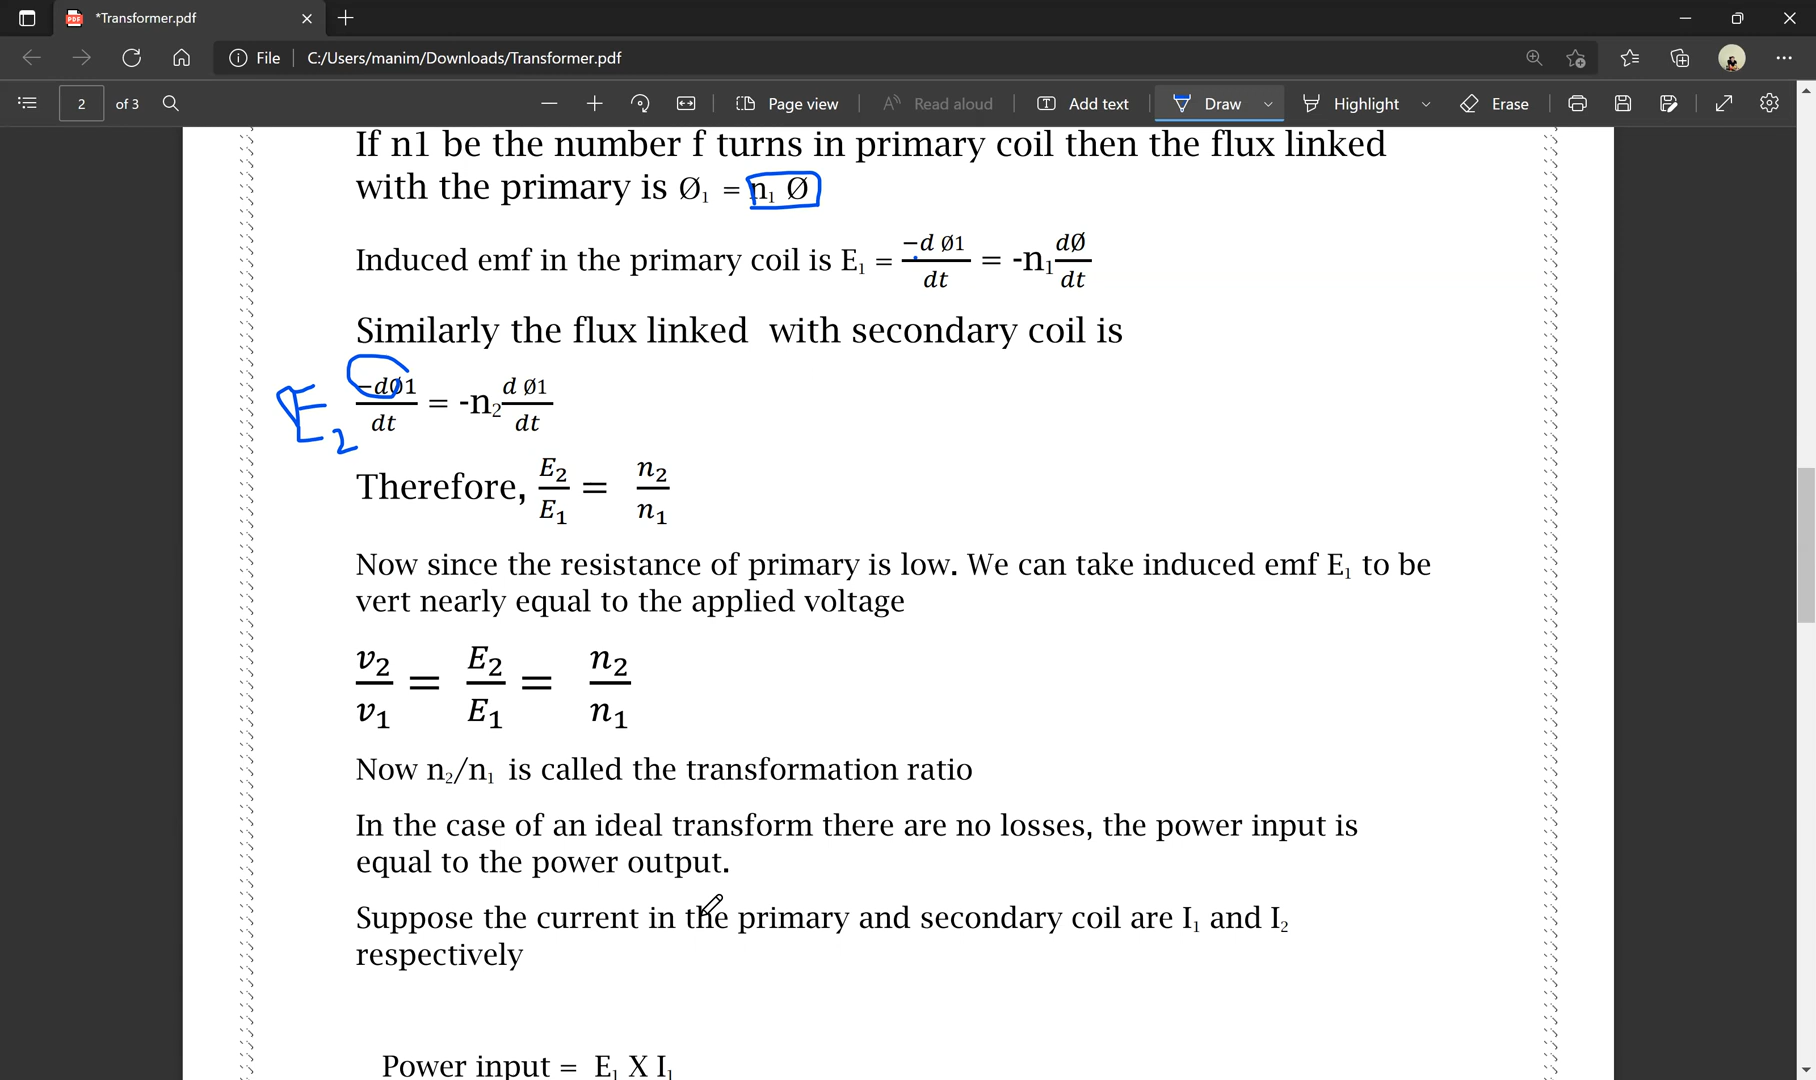 *Transformer.pdf
File C:/Users/manim/Downloads/Transformer.pdf
2 of 3 Page view Read aloud Add text Draw Highlight Erase
If n1 be the number f turns in primary coil then the flux linked
with the primary is Ø₁ = n₁ Ø
Induced emf in the primary coil is E₁ = −d Ø1/dt = -n₁ dØ/dt
Similarly the flux linked with secondary coil is
E₂ −dØ1/dt = -n₂ d Ø1/dt
Therefore, E₂/E₁ = n₂/n₁
Now since the resistance of primary is low. We can take induced emf E₁ to be
vert nearly equal to the applied voltage
v₂/v₁ = E₂/E₁ = n₂/n₁
Now n₂/n₁ is called the transformation ratio
In the case of an ideal transform there are no losses, the power input is
equal to the power output.
Suppose the current in the primary and secondary coil are I₁ and I₂
respectively
Power input = E₁ X I₁